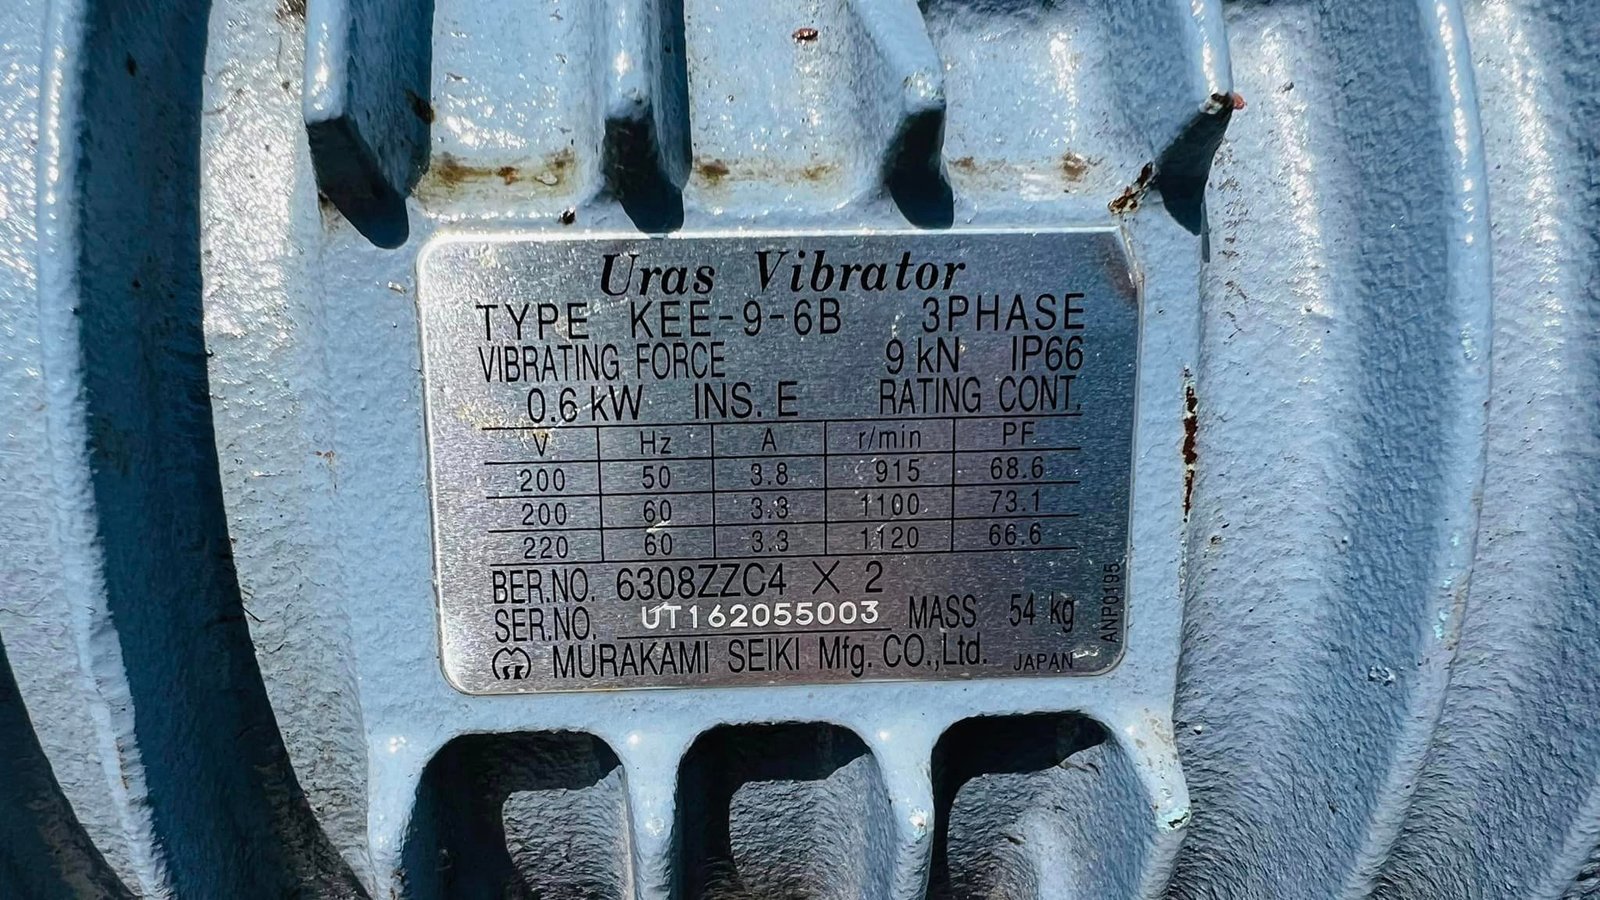 Uras Vibrator
TYPE KEE-9-6B 3PHASE
VIBRATING FORCE 9 kN IP66
0.6 kW INS. E RATING CONT.
V Hz A r/min PF
200 50 3.8 915 68.6
200 60 3.3 1100 73.1
220 60 3.3 1120 66.6
BER.NO. 6308ZZC4 × 2
SER.NO. UT162055003 MASS 54 kg
MURAKAMI SEIKI Mfg. CO.,Ltd. JAPAN
ANP0195